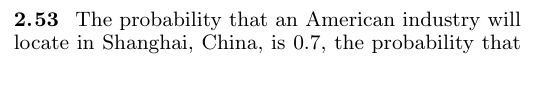 2.53 The probability that an American industry will
locate in Shanghai, China, is 0.7, the probability that